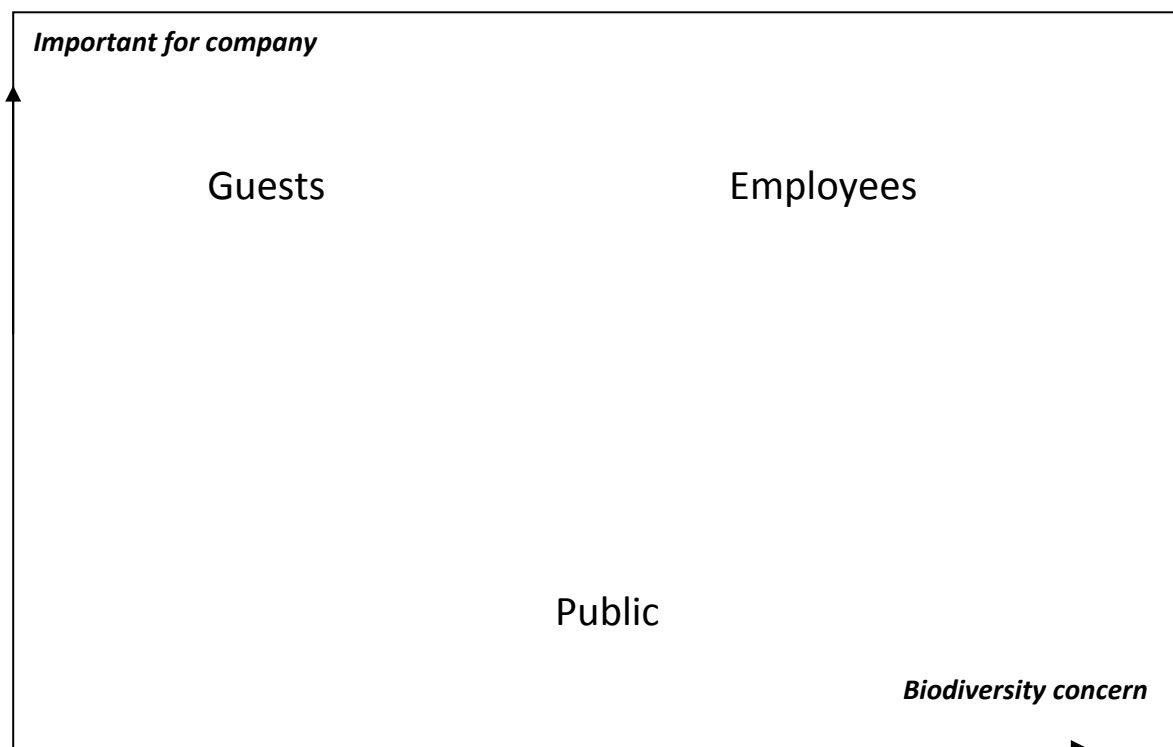 Important for company
Guests Employees
Public
Biodiversity concern